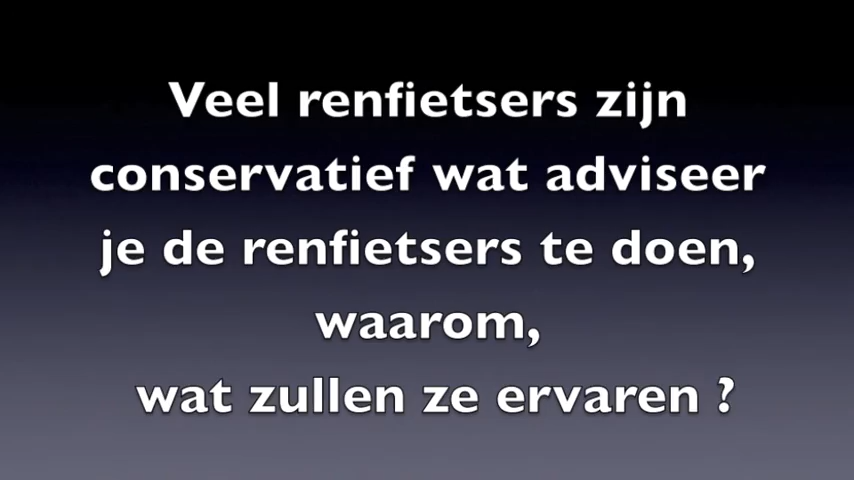 Veel renfietsers zijn
conservatief wat adviseer
je de renfietsers te doen,
waarom,
wat zullen ze ervaren ?